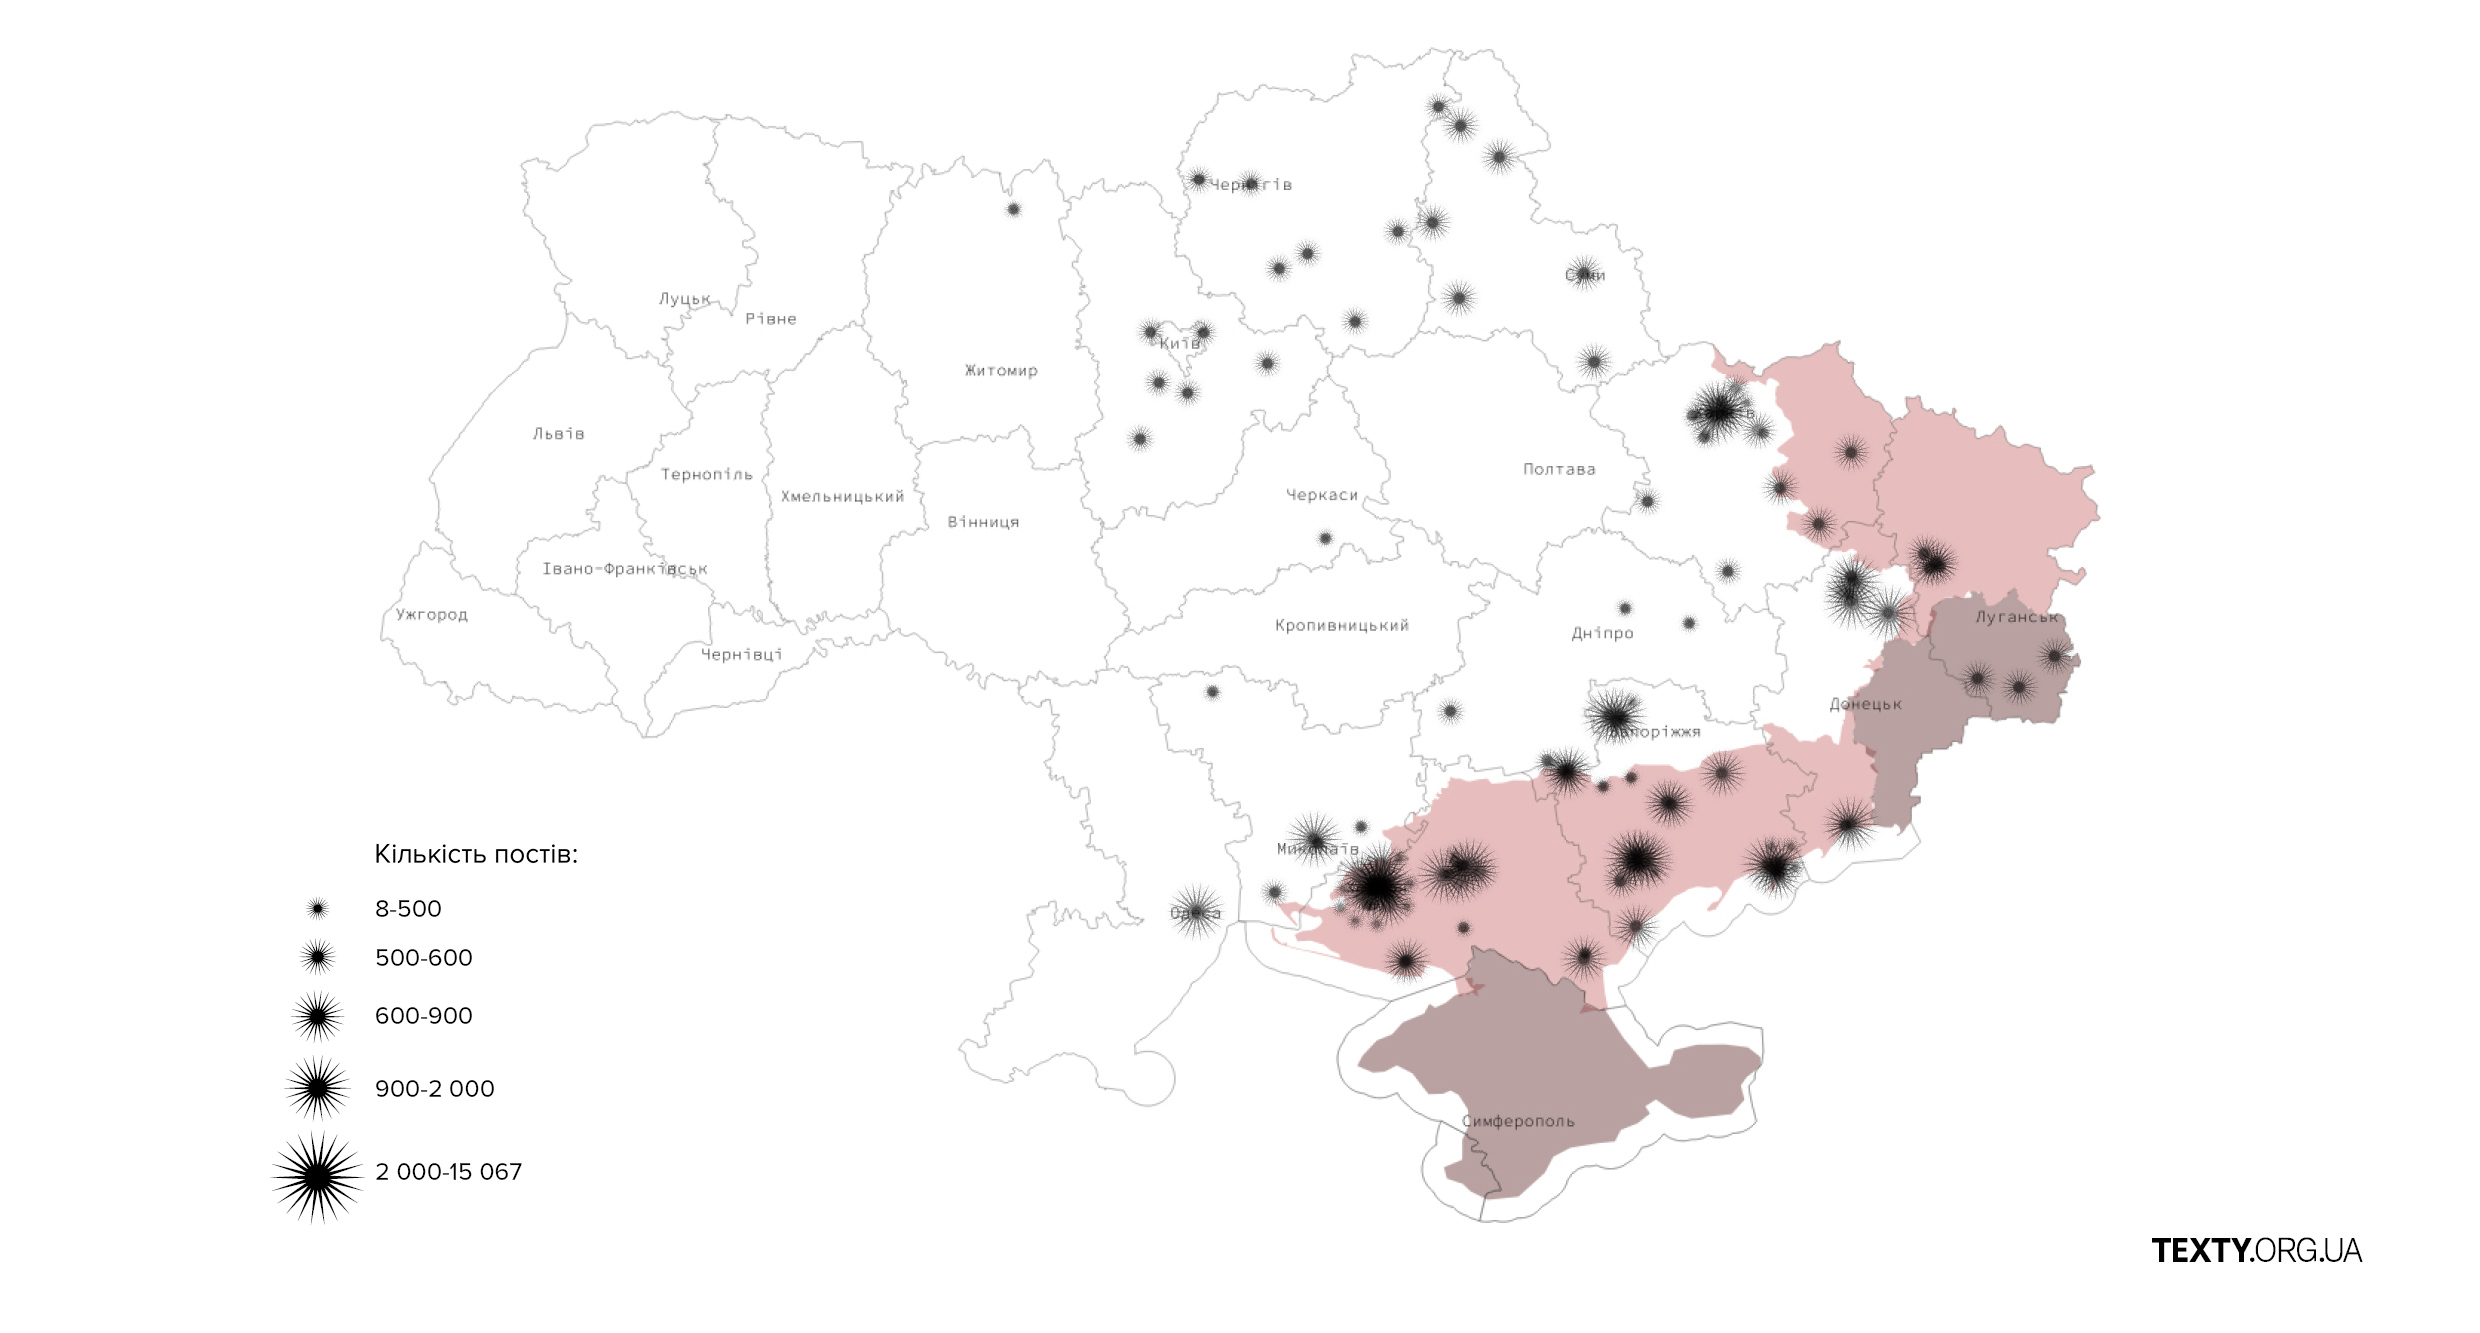 Чернігів
Суми
Луцьк
Рівне
Київ
Житомир
Львів
Полтава
Тернопіль
Хмельницький
Черкаси
Вінниця
Івано-Франківськ
Ужгород
Луганськ
Кропивницький
Дніпро
Чернівці
Донецьк
Запоріжжя
Миколаїв
Одеса
Кількість постів:
8-500
500-600
600-900
900-2 000
2 000-15 067
Симферополь
TEXTY.ORG.UA